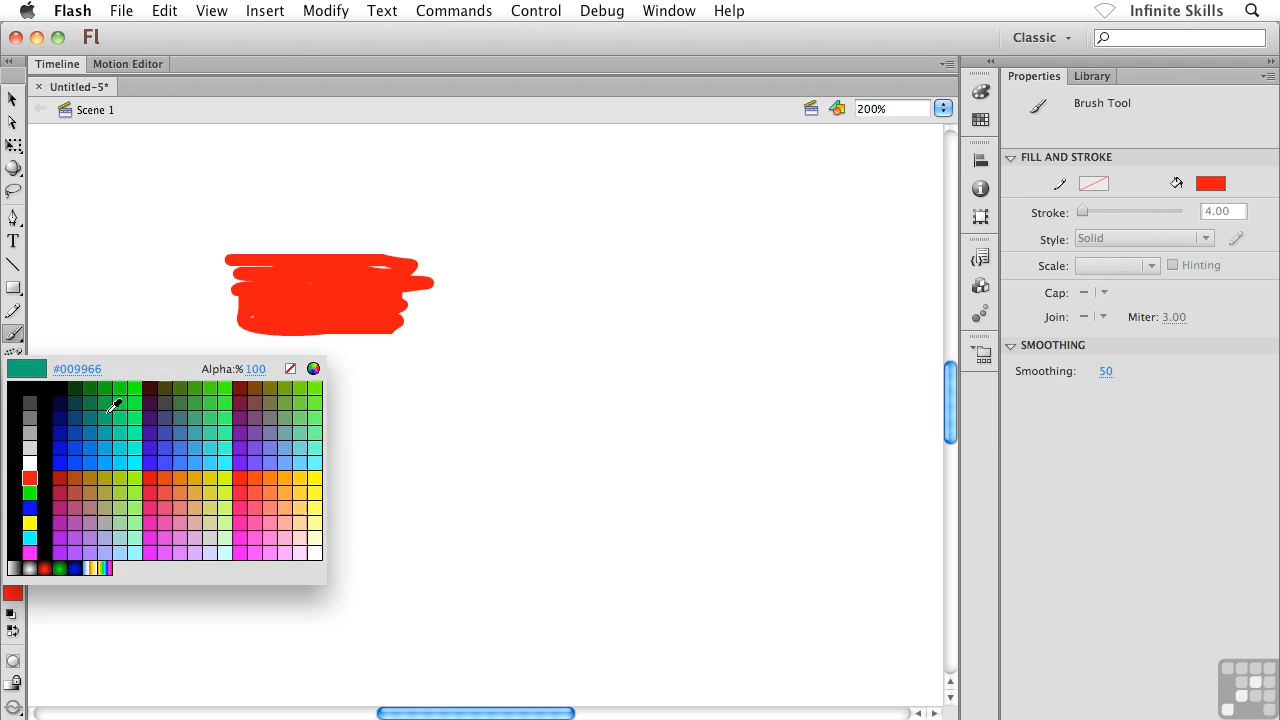 Flash File Edit View Insert Modify Text Commands Control Debug Window Help Infinite Skills
Fl Classic
Timeline Motion Editor Properties Library
Untitled-5*
Scene 1 200% Brush Tool
FILL AND STROKE
Stroke: 4.00
Style: Solid
Scale: Hinting
Cap:
Join: Miter: 3.00
SMOOTHING
Smoothing: 50
#009966 Alpha:% 100
T